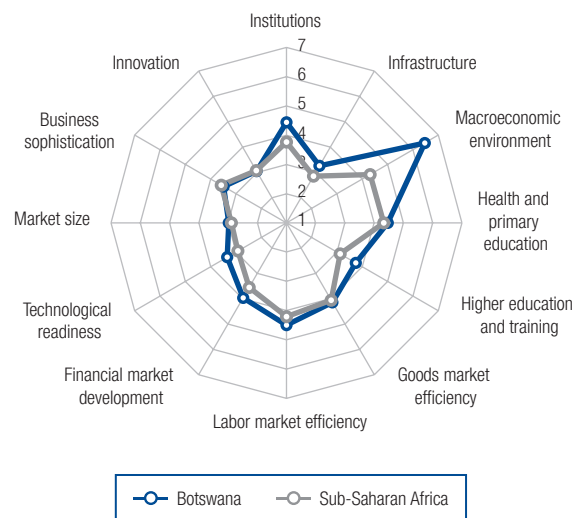 Institutions
7
6
5
4
3
2
1
Infrastructure
Macroeconomic
environment
Health and
primary
education
Higher education
and training
Goods market
efficiency
Labor market efficiency
Financial market
development
Technological
readiness
Market size
Business
sophistication
Innovation
Botswana
Sub-Saharan Africa